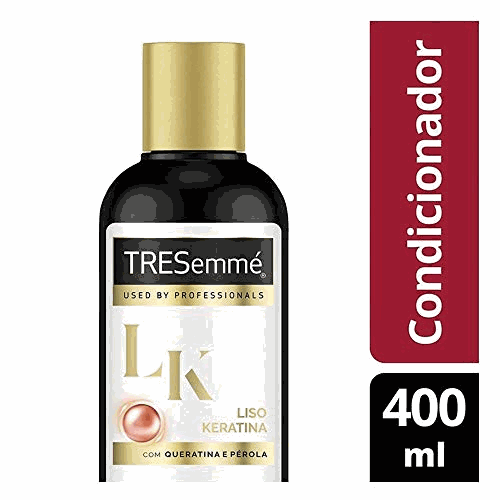 TRESemmé®
USED BY PROFESSIONALS
LK
LISO
KERATINA
COM QUERATINA E PÉROLA
Condicionador
400
ml